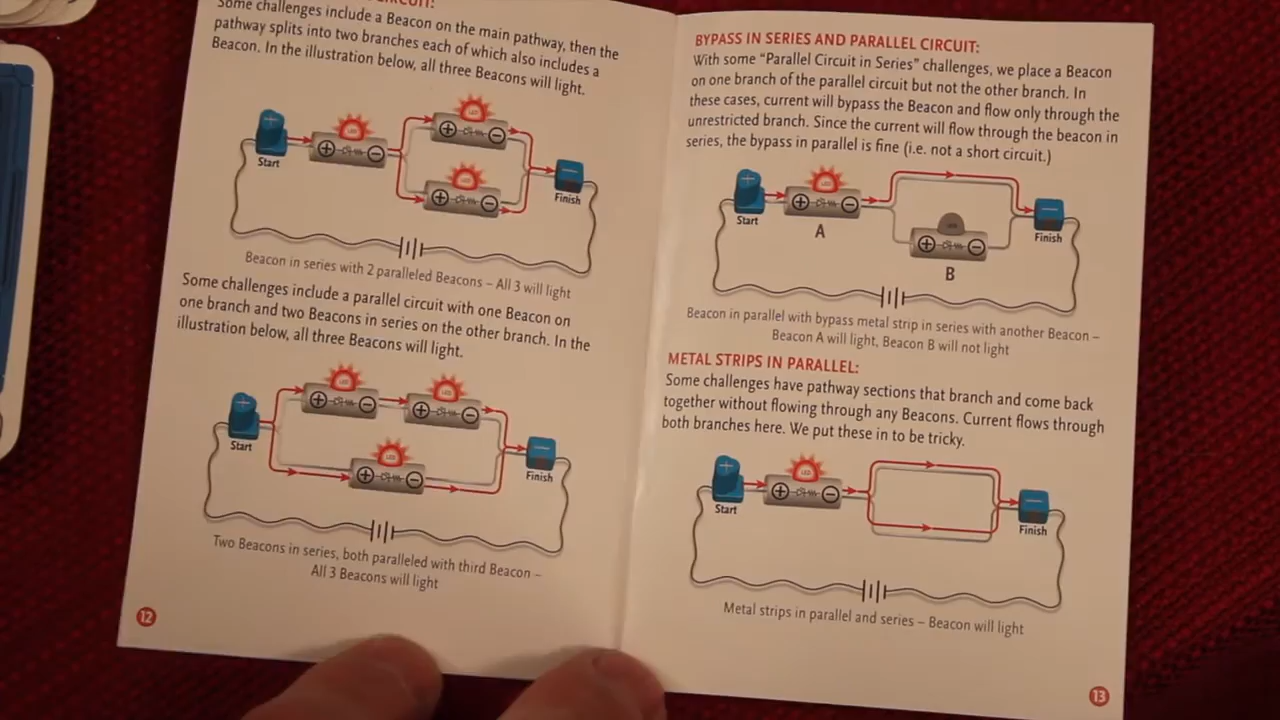 CIRCUIT:
Some challenges include a Beacon on the main pathway, then the
pathway splits into two branches each of which also includes a
Beacon. In the illustration below, all three Beacons will light.
LED
LED
LED
Start
Finish
Beacon in series with 2 paralleled Beacons – All 3 will light
Some challenges include a parallel circuit with one Beacon on
one branch and two Beacons in series on the other branch. In the
illustration below, all three Beacons will light.
LED
LED
LED
Start
Finish
Two Beacons in series, both paralleled with third Beacon –
All 3 Beacons will light
12
BYPASS IN SERIES AND PARALLEL CIRCUIT:
With some “Parallel Circuit in Series” challenges, we place a Beacon
on one branch of the parallel circuit but not the other branch. In
these cases, current will bypass the Beacon and flow only through the
unrestricted branch. Since the current will flow through the beacon in
series, the bypass in parallel is fine (i.e. not a short circuit.)
LED
LED
Start
Finish
A
B
Beacon in parallel with bypass metal strip in series with another Beacon –
Beacon A will light, Beacon B will not light
METAL STRIPS IN PARALLEL:
Some challenges have pathway sections that branch and come back
together without flowing through any Beacons. Current flows through
both branches here. We put these in to be tricky.
LED
Start
Finish
Metal strips in parallel and series – Beacon will light
13